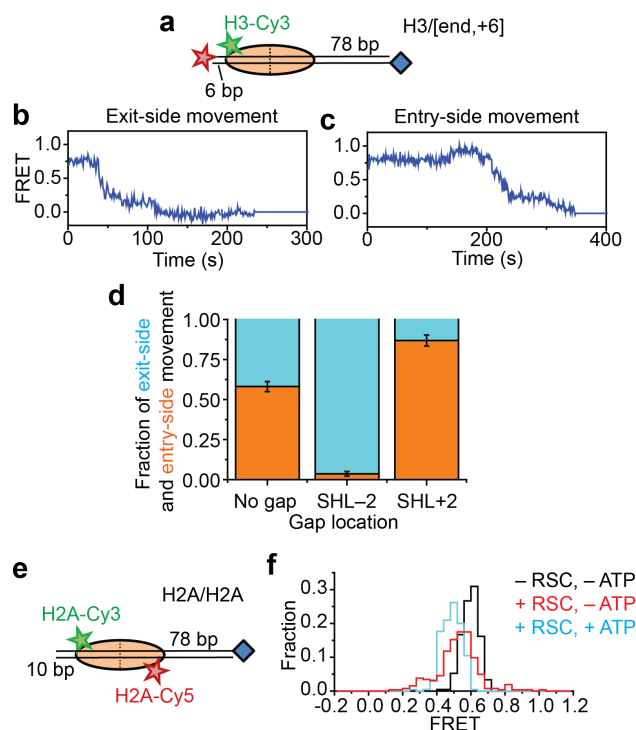 a
H3-Cy3
78 bp
H3/[end,+6]
6 bp
b
Exit-side movement
FRET
1.0
0.5
0.0
0 100 200 300
Time (s)
c
Entry-side movement
1.0
0.5
0.0
0 200 400
Time (s)
d
Fraction of exit-side
and entry-side movement
1.00
0.75
0.50
0.25
0.00
No gap SHL–2 SHL+2
Gap location
e
H2A-Cy3
H2A/H2A
78 bp
10 bp
H2A-Cy5
f
Fraction
0.3
0.2
0.1
0.0
-0.2 0.0 0.2 0.4 0.6 0.8 1.0 1.2
FRET
– RSC, – ATP
+ RSC, – ATP
+ RSC, + ATP